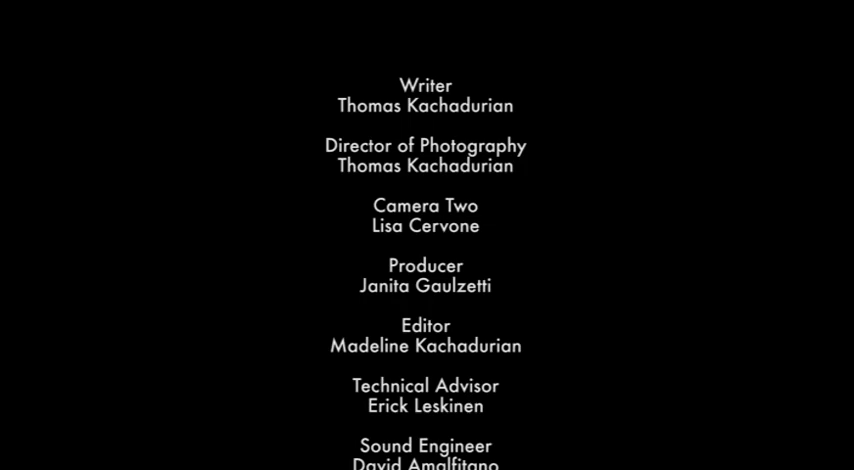 Writer
Thomas Kachadurian
Director of Photography
Thomas Kachadurian
Camera Two
Lisa Cervone
Producer
Janita Gaulzetti
Editor
Madeline Kachadurian
Technical Advisor
Erick Leskinen
Sound Engineer
David Amalfitano